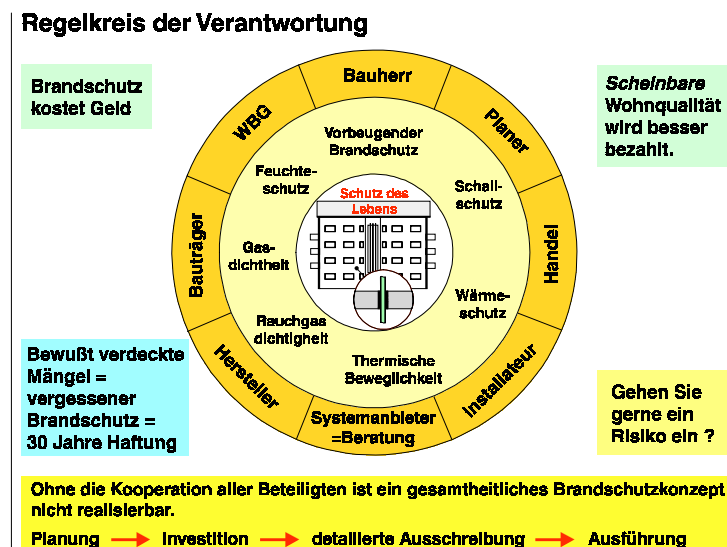 Regelkreis der Verantwortung
Brandschutz
kostet Geld
Scheinbare
Wohnqualität
wird besser
bezahlt.
Bauherr
Planer
Handel
Installateur
Systemanbieter
=Beratung
Hersteller
Bauträger
WBG
Vorbeugender
Brandschutz
Schall-
schutz
Wärme-
schutz
Thermische
Beweglichkeit
Rauchgas
dichtigheit
Gas-
dichtheit
Feuchte-
schutz
Schutz des
Lebens
Bewußt verdeckte
Mängel =
vergessener
Brandschutz =
30 Jahre Haftung
Gehen Sie
gerne ein
Risiko ein ?
Ohne die Kooperation aller Beteiligten ist ein gesamtheitliches Brandschutzkonzept
nicht realisierbar.
Planung → Investition → detaillierte Ausschreibung → Ausführung